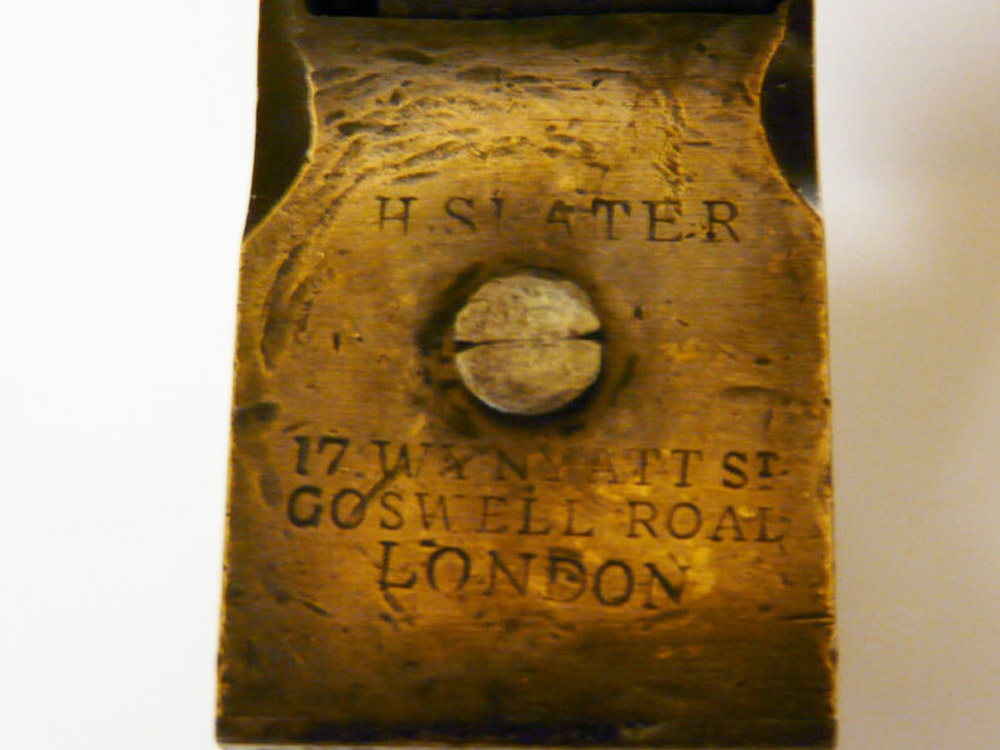 H. SLATER
17. WYNYATT ST.
GOSWELL ROAD
LONDON